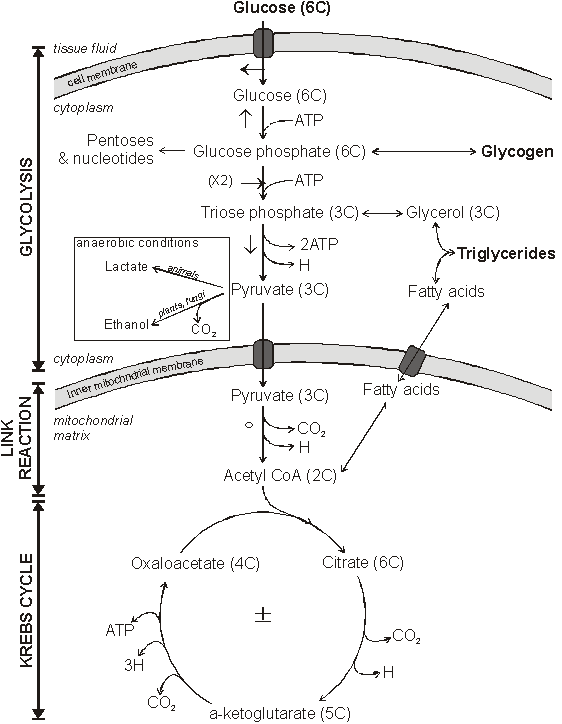 Glucose (6C)
tissue fluid
cell membrane
cytoplasm
Glucose (6C)
ATP
Pentoses
& nucleotides
Glucose phosphate (6C)
Glycogen
(X2)
ATP
Triose phosphate (3C)
Glycerol (3C)
GLYCOLYSIS
anaerobic conditions
Lactate
animals
plants, fungi
Ethanol
CO2
2ATP
H
Pyruvate (3C)
Triglycerides
Fatty acids
cytoplasm
Inner mitochndrial membrane
Pyruvate (3C)
Fatty acids
mitochondrial
matrix
LINK
REACTION
CO2
H
Acetyl CoA (2C)
KREBS CYCLE
Oxaloacetate (4C)
Citrate (6C)
±
ATP
3H
CO2
CO2
H
a-ketoglutarate (5C)